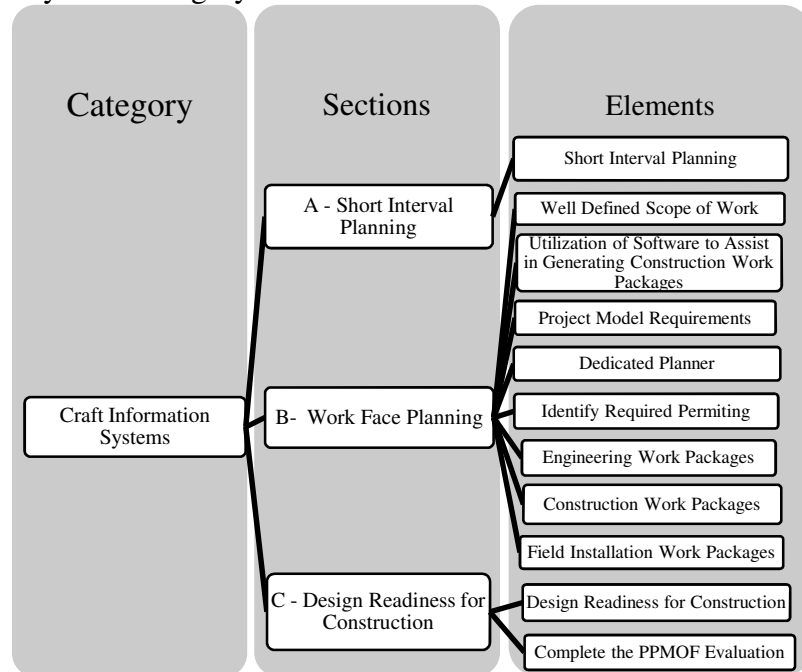 Category
Sections
Elements
Craft Information
Systems
A - Short Interval
Planning
B- Work Face Planning
C - Design Readiness for
Construction
Short Interval Planning
Well Defined Scope of Work
Utilization of Software to Assist
in Generating Construction Work
Packages
Project Model Requirements
Dedicated Planner
Identify Required Permiting
Engineering Work Packages
Construction Work Packages
Field Installation Work Packages
Design Readiness for Construction
Complete the PPMOF Evaluation